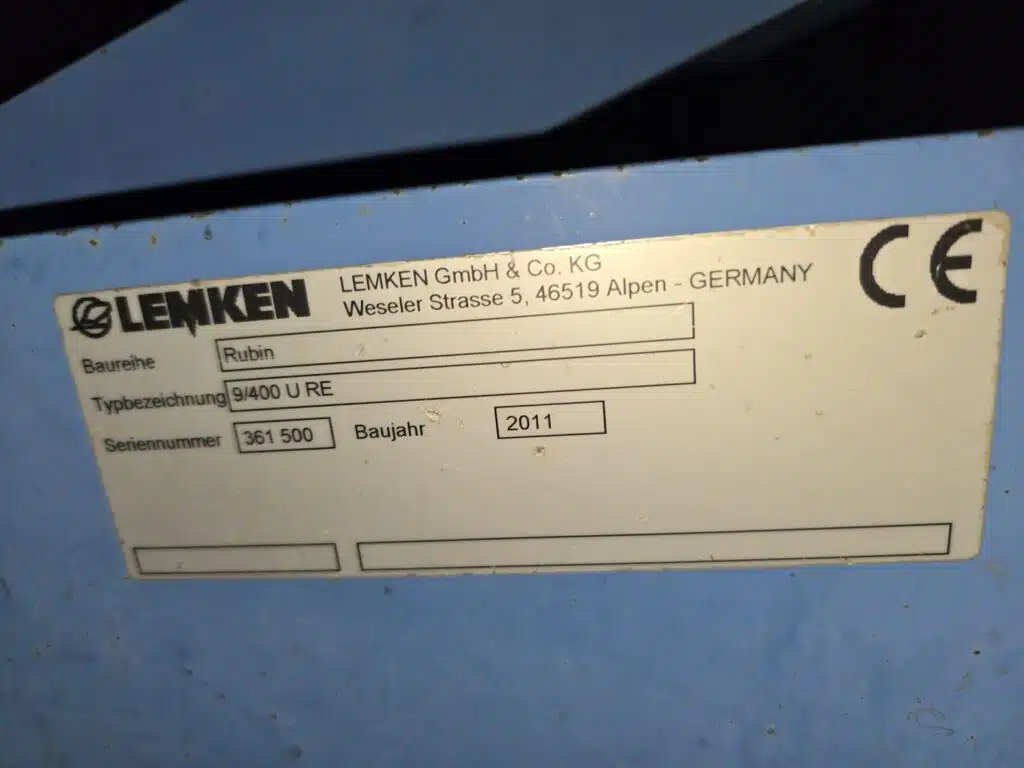 LEMKEN
LEMKEN GmbH & Co. KG
Weseler Strasse 5, 46519 Alpen - GERMANY
CE
Baureihe Rubin
Typbezeichnung 9/400 U RE
Seriennummer 361 500 Baujahr 2011